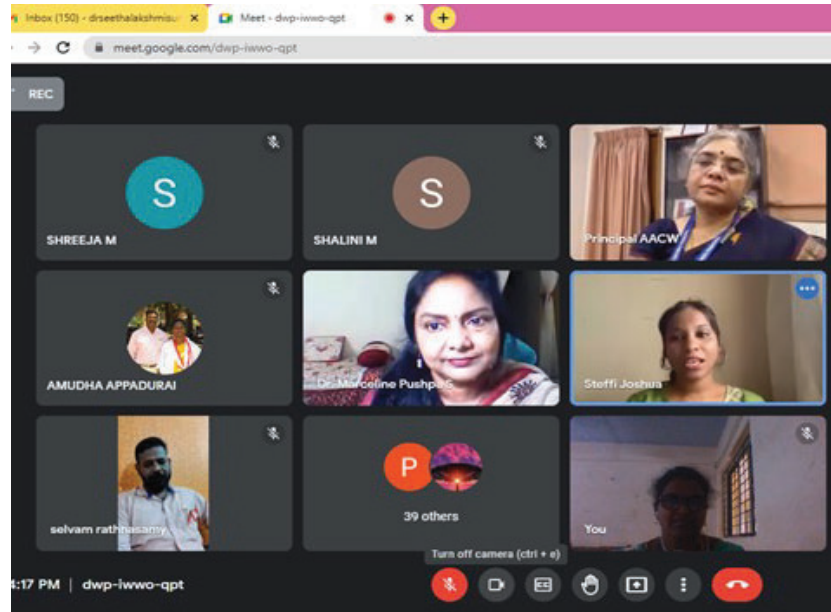 Inbox (150) - drseethalakshmisu
Meet - dwp-iwwo-qpt
meet.google.com/dwp-iwwo-qpt
REC
S
SHREEJA M
S
SHALINI M
Principal AACW
AMUDHA APPADURAI
Dr. Marceline Pushpa S
Steffi Joshua
selvam rathnasamy
P
39 others
You
Turn off camera (ctrl + e)
4:17 PM | dwp-iwwo-qpt